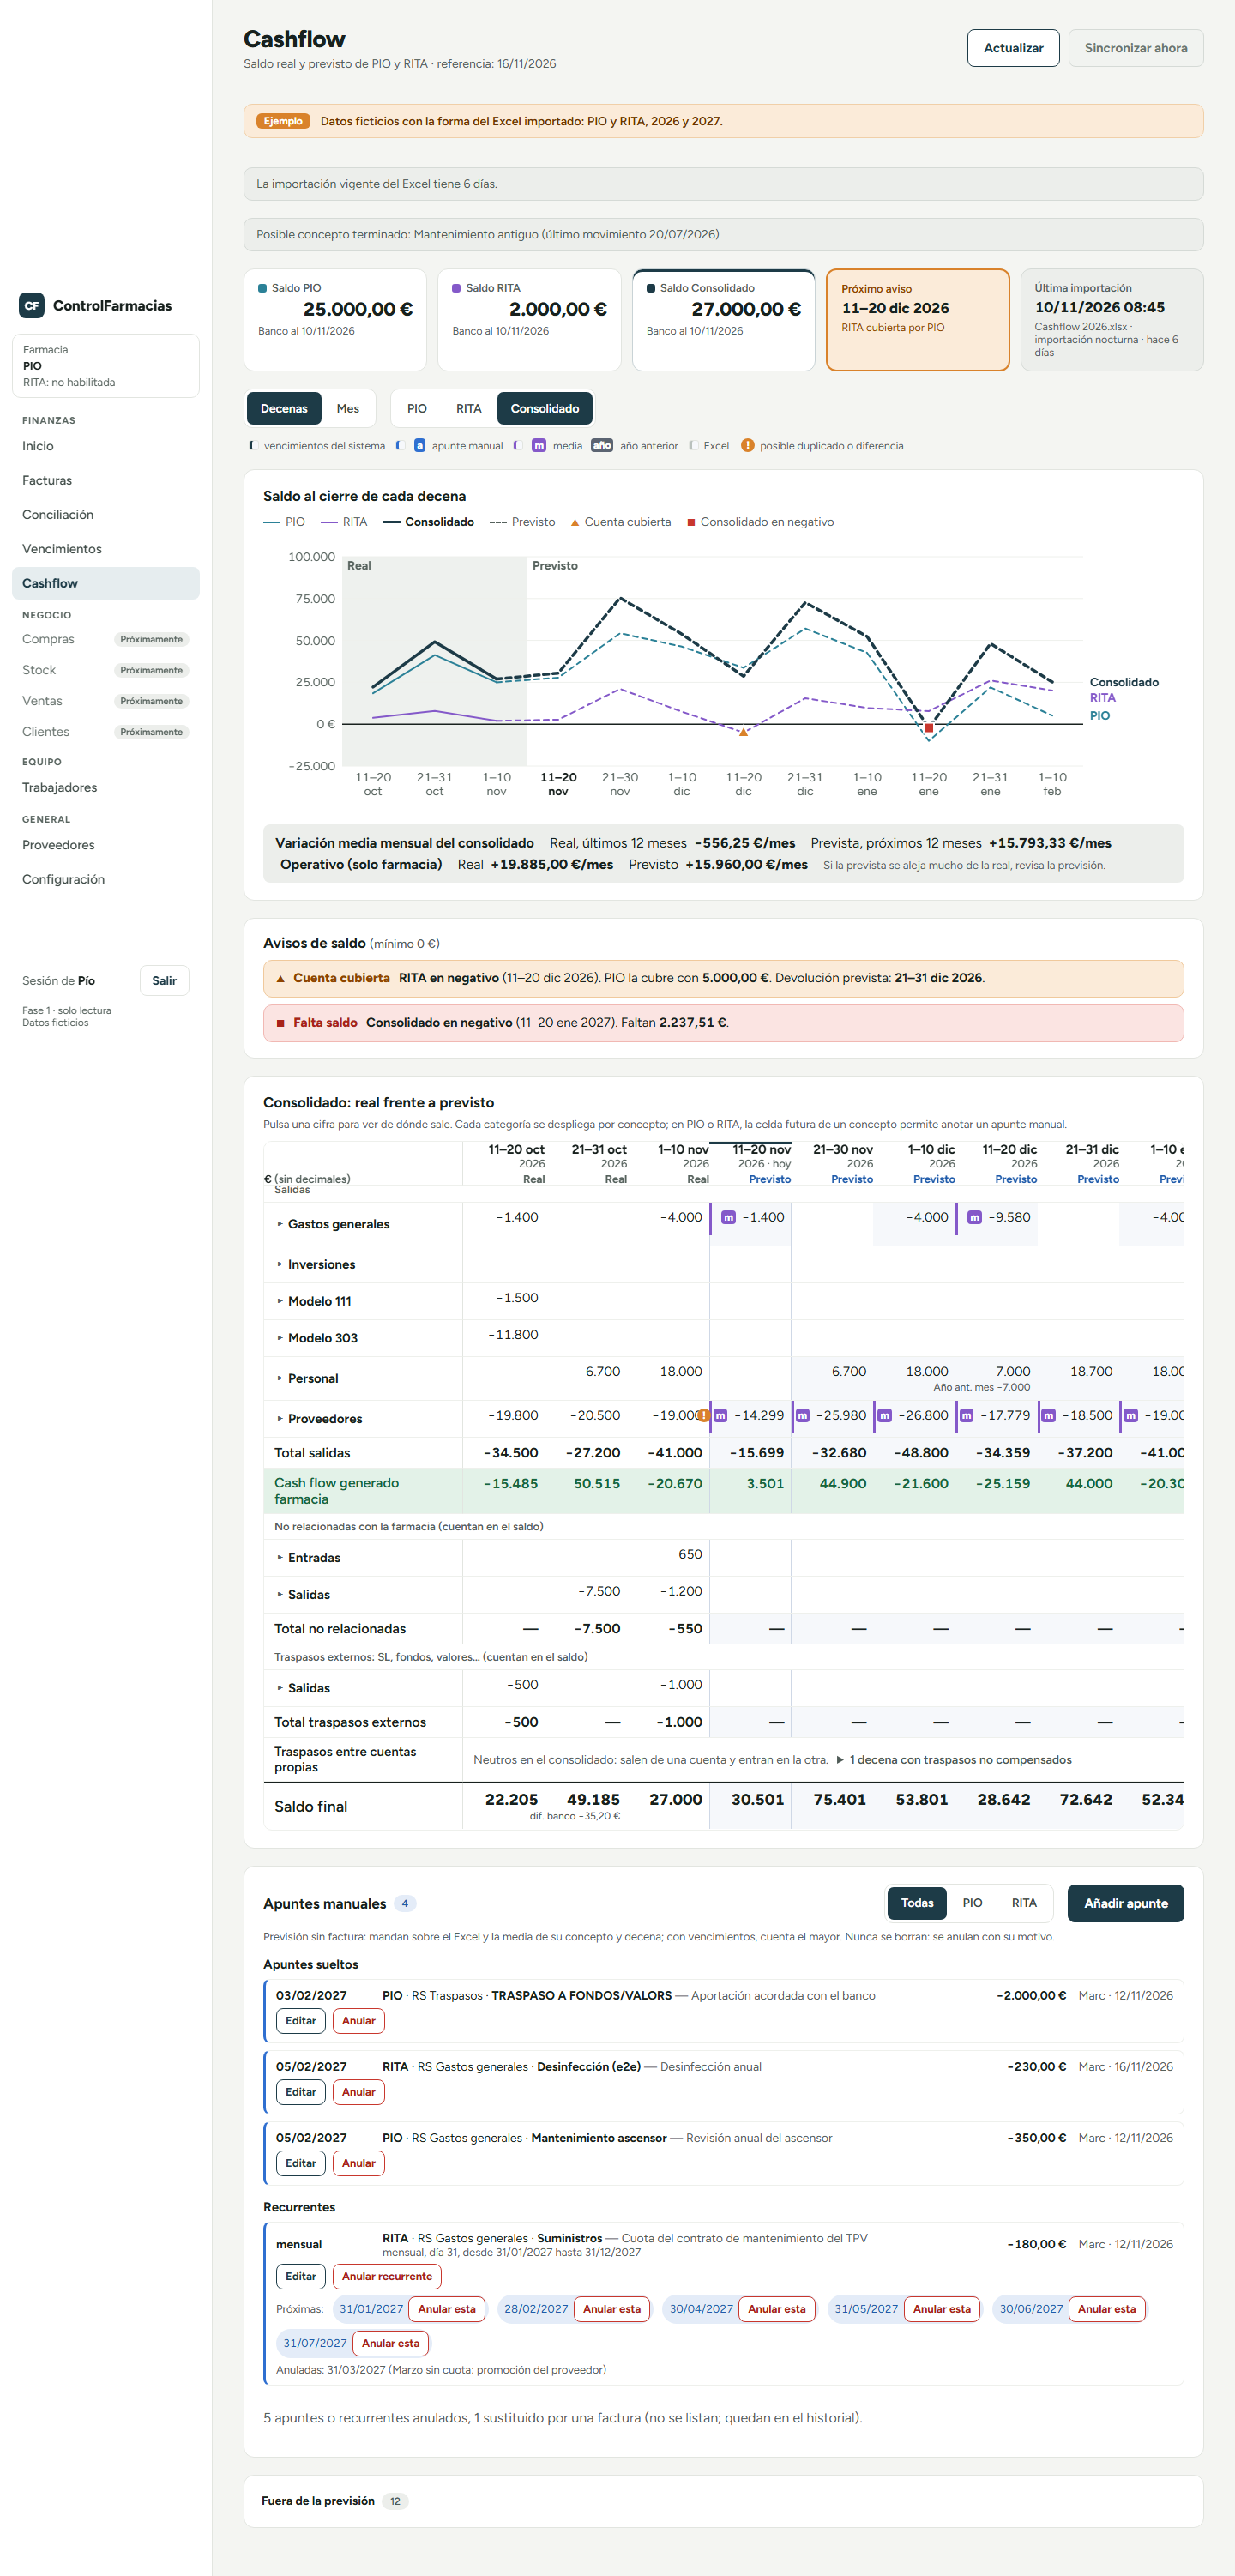 CF ControlFarmacias
Farmacia
PIO
RITA: no habilitada
FINANZAS
Inicio
Facturas
Conciliación
Vencimientos
Cashflow
NEGOCIO
Compras Próximamente
Stock Próximamente
Ventas Próximamente
Clientes Próximamente
EQUIPO
Trabajadores
GENERAL
Proveedores
Configuración
Sesión de Pío Salir
Fase 1 · solo lectura
Datos ficticios
Cashflow
Saldo real y previsto de PIO y RITA · referencia: 16/11/2026
Actualizar Sincronizar ahora
Ejemplo Datos ficticios con la forma del Excel importado: PIO y RITA, 2026 y 2027.
La importación vigente del Excel tiene 6 días.
Posible concepto terminado: Mantenimiento antiguo (último movimiento 20/07/2026)
Saldo PIO
25.000,00 €
Banco al 10/11/2026
Saldo RITA
2.000,00 €
Banco al 10/11/2026
Saldo Consolidado
27.000,00 €
Banco al 10/11/2026
Próximo aviso
11–20 dic 2026
RITA cubierta por PIO
Última importación
10/11/2026 08:45
Cashflow 2026.xlsx ·
importación nocturna · hace 6
días
Decenas Mes PIO RITA Consolidado
vencimientos del sistema a apunte manual m media año año anterior Excel ! posible duplicado o diferencia
Saldo al cierre de cada decena
PIO RITA Consolidado Previsto Cuenta cubierta Consolidado en negativo
Real Previsto
100.000
75.000
50.000
25.000
0 €
−25.000
Consolidado
RITA
PIO
11–20 21–31 1–10 11–20 21–30 1–10 11–20 21–31 1–10 11–20 21–31 1–10
oct oct nov nov nov dic dic dic ene ene ene feb
Variación media mensual del consolidado Real, últimos 12 meses −556,25 €/mes Prevista, próximos 12 meses +15.793,33 €/mes
Operativo (solo farmacia) Real +19.885,00 €/mes Previsto +15.960,00 €/mes Si la prevista se aleja mucho de la real, revisa la previsión.
Avisos de saldo (mínimo 0 €)
Cuenta cubierta RITA en negativo (11–20 dic 2026). PIO la cubre con 5.000,00 €. Devolución prevista: 21–31 dic 2026.
Falta saldo Consolidado en negativo (11–20 ene 2027). Faltan 2.237,51 €.
Consolidado: real frente a previsto
Pulsa una cifra para ver de dónde sale. Cada categoría se despliega por concepto; en PIO o RITA, la celda futura de un concepto permite anotar un apunte manual.
11–20 oct 21–31 oct 1–10 nov 11–20 nov 21–30 nov 1–10 dic 11–20 dic 21–31 dic 1–10 e
2026 2026 2026 2026 · hoy 2026 2026 2026 2026 2
€ (sin decimales) Real Real Real Previsto Previsto Previsto Previsto Previsto Previ
Salidas
Gastos generales −1.400 −4.000 m −1.400 −4.000 m −9.580 −4.00
Inversiones
Modelo 111 −1.500
Modelo 303 −11.800
Personal −6.700 −18.000 −6.700 −18.000 −7.000 −18.700 −18.00
Año ant. mes −7.000
Proveedores −19.800 −20.500 −19.000 ! m −14.299 m −25.980 m −26.800 m −17.779 m −18.500 m −19.00
Total salidas −34.500 −27.200 −41.000 −15.699 −32.680 −48.800 −34.359 −37.200 −41.00
Cash flow generado −15.485 50.515 −20.670 3.501 44.900 −21.600 −25.159 44.000 −20.30
farmacia
No relacionadas con la farmacia (cuentan en el saldo)
Entradas 650
Salidas −7.500 −1.200
Total no relacionadas — −7.500 −550 — — — — —
Traspasos externos: SL, fondos, valores... (cuentan en el saldo)
Salidas −500 −1.000
Total traspasos externos −500 — −1.000 — — — — —
Traspasos entre cuentas
propias
Neutros en el consolidado: salen de una cuenta y entran en la otra. 1 decena con traspasos no compensados
Saldo final 22.205 49.185 27.000 30.501 75.401 53.801 28.642 72.642 52.34
dif. banco −35,20 €
Apuntes manuales 4
Todas PIO RITA Añadir apunte
Previsión sin factura: mandan sobre el Excel y la media de su concepto y decena; con vencimientos, cuenta el mayor. Nunca se borran: se anulan con su motivo.
Apuntes sueltos
03/02/2027 PIO · RS Traspasos · TRASPASO A FONDOS/VALORS — Aportación acordada con el banco −2.000,00 € Marc · 12/11/2026
Editar Anular
05/02/2027 RITA · RS Gastos generales · Desinfección (e2e) — Desinfección anual −230,00 € Marc · 16/11/2026
Editar Anular
05/02/2027 PIO · RS Gastos generales · Mantenimiento ascensor — Revisión anual del ascensor −350,00 € Marc · 12/11/2026
Editar Anular
Recurrentes
mensual RITA · RS Gastos generales · Suministros — Cuota del contrato de mantenimiento del TPV −180,00 € Marc · 12/11/2026
mensual, día 31, desde 31/01/2027 hasta 31/12/2027
Editar Anular recurrente
Próximas: 31/01/2027 Anular esta 28/02/2027 Anular esta 30/04/2027 Anular esta 31/05/2027 Anular esta 30/06/2027 Anular esta
31/07/2027 Anular esta
Anuladas: 31/03/2027 (Marzo sin cuota: promoción del proveedor)
5 apuntes o recurrentes anulados, 1 sustituido por una factura (no se listan; quedan en el historial).
Fuera de la previsión 12